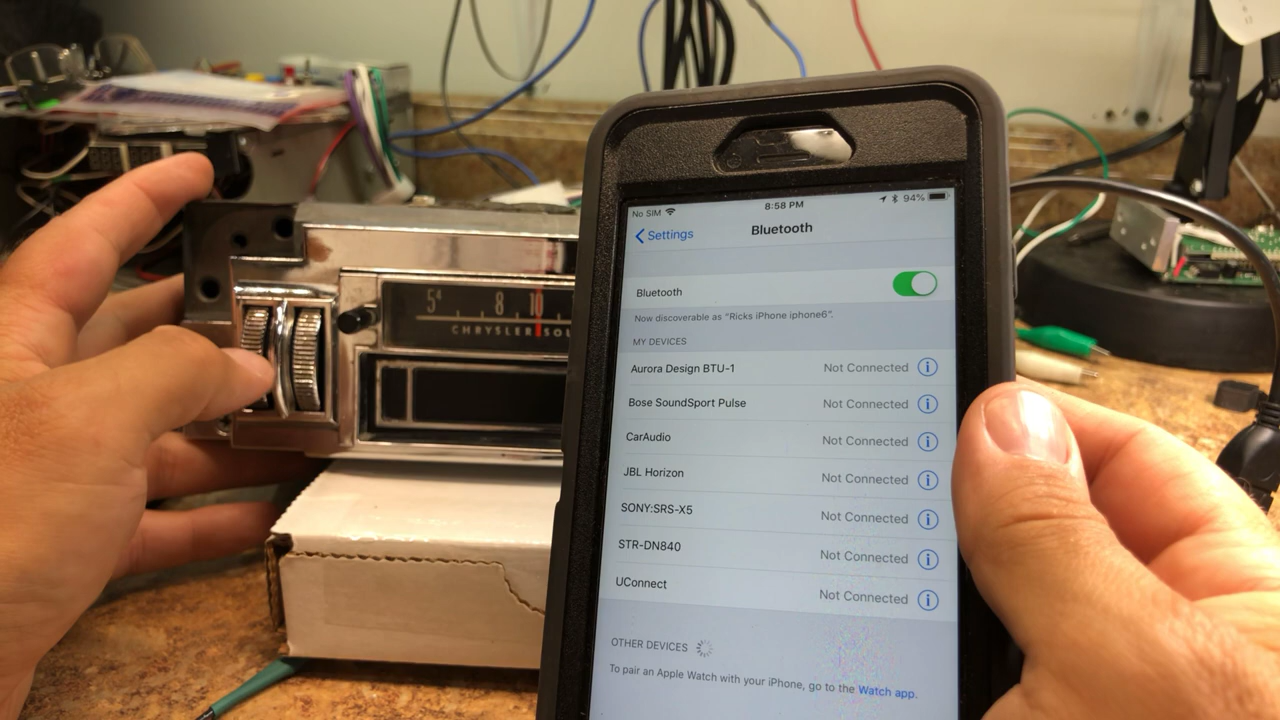 No SIM 8:58 PM 94%
Settings Bluetooth
Bluetooth
Now discoverable as “Ricks iPhone iphone6”.
MY DEVICES
Aurora Design BTU-1 Not Connected
Bose SoundSport Pulse Not Connected
CarAudio Not Connected
JBL Horizon Not Connected
SONY:SRS-X5 Not Connected
STR-DN840 Not Connected
UConnect Not Connected
OTHER DEVICES
To pair an Apple Watch with your iPhone, go to the Watch app.
5⁴ 8 10
CHRYSLER SOL